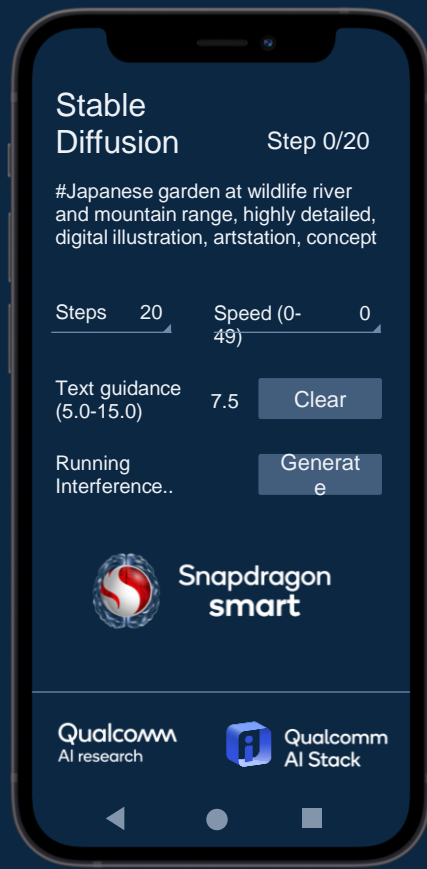 Stable
Diffusion
Step 0/20
#Japanese garden at wildlife river
and mountain range, highly detailed,
digital illustration, artstation, concept
Steps 20
Speed (0-
49)
0
Text guidance
(5.0-15.0)
7.5
Clear
Running
Interference..
Generat
e
Snapdragon
smart
Qualcomm
AI research
Qualcomm
AI Stack